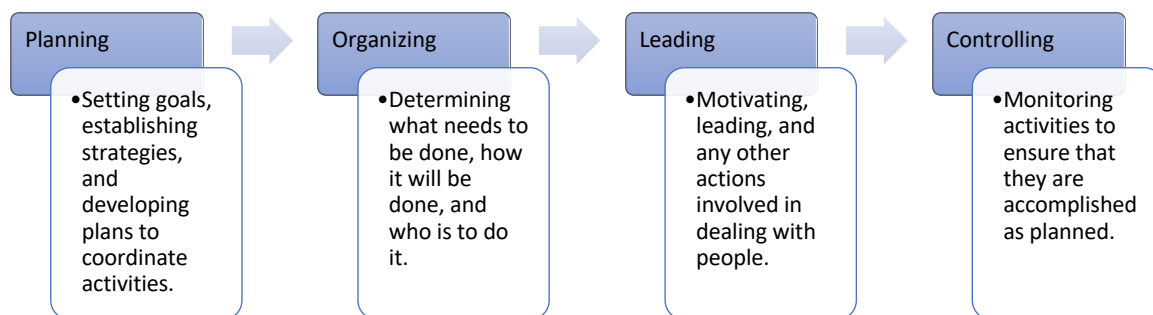 Planning
•Setting goals,
establishing
strategies,
and
developing
plans to
coordinate
activities.
Organizing
•Determining
what needs to
be done, how
it will be
done, and
who is to do
it.
Leading
•Motivating,
leading, and
any other
actions
involved in
dealing with
people.
Controlling
•Monitoring
activities to
ensure that
they are
accomplished
as planned.